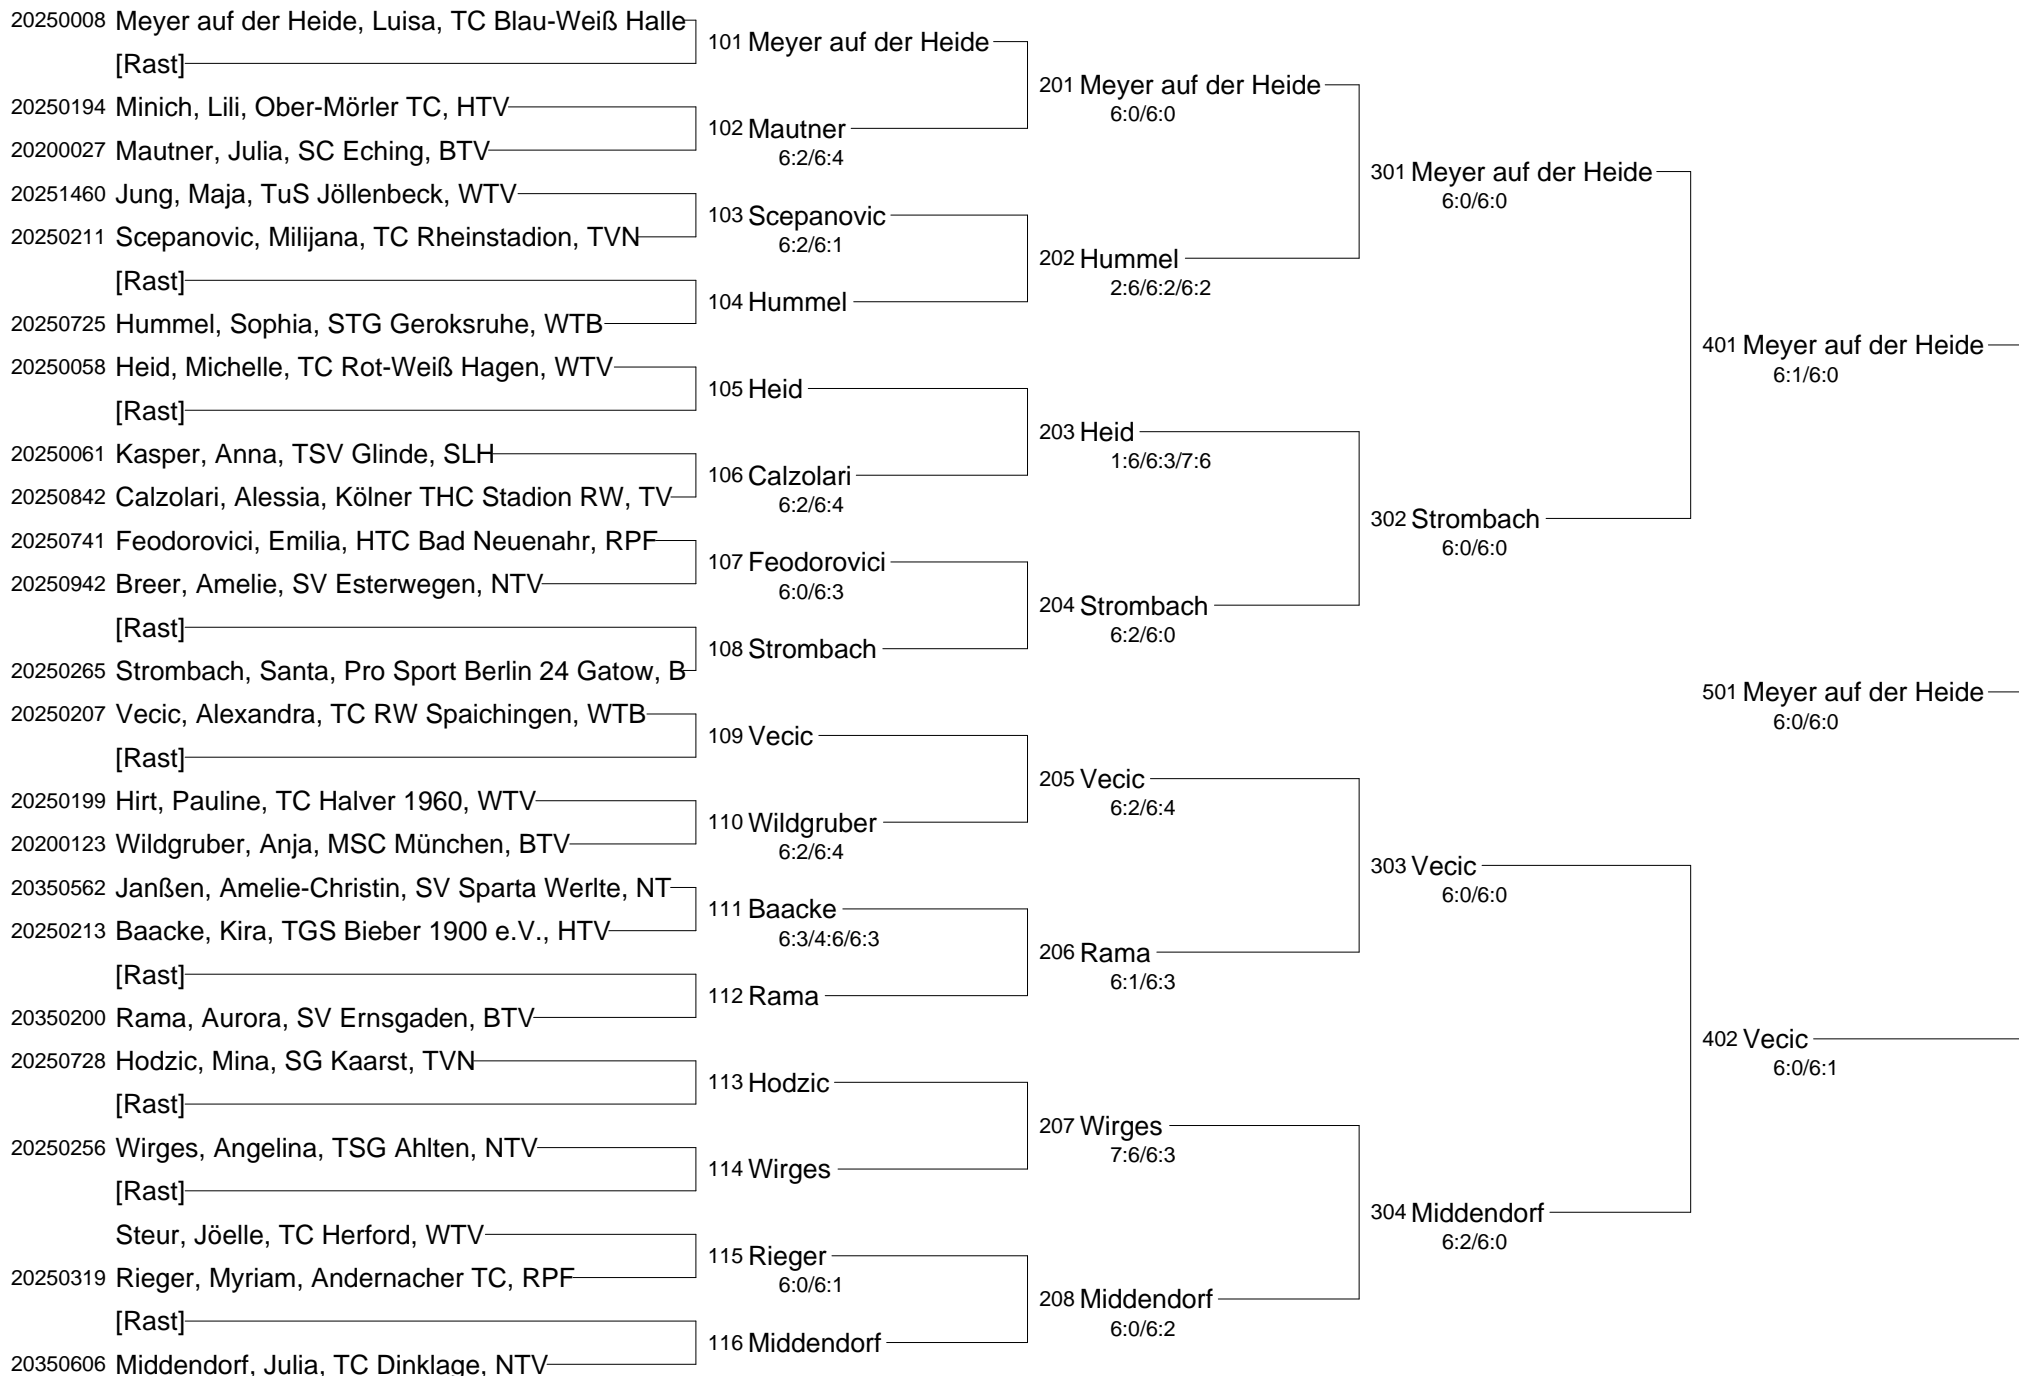 20250008 Meyer auf der Heide, Luisa, TC Blau-Weiß Halle
[Rast]
20250194 Minich, Lili, Ober-Mörler TC, HTV
20200027 Mautner, Julia, SC Eching, BTV
20251460 Jung, Maja, TuS Jöllenbeck, WTV
20250211 Scepanovic, Milijana, TC Rheinstadion, TVN
[Rast]
20250725 Hummel, Sophia, STG Geroksruhe, WTB
20250058 Heid, Michelle, TC Rot-Weiß Hagen, WTV
[Rast]
20250061 Kasper, Anna, TSV Glinde, SLH
20250842 Calzolari, Alessia, Kölner THC Stadion RW, TV
20250741 Feodorovici, Emilia, HTC Bad Neuenahr, RPF
20250942 Breer, Amelie, SV Esterwegen, NTV
[Rast]
20250265 Strombach, Santa, Pro Sport Berlin 24 Gatow, B
20250207 Vecic, Alexandra, TC RW Spaichingen, WTB
[Rast]
20250199 Hirt, Pauline, TC Halver 1960, WTV
20200123 Wildgruber, Anja, MSC München, BTV
20350562 Janßen, Amelie-Christin, SV Sparta Werlte, NT
20250213 Baacke, Kira, TGS Bieber 1900 e.V., HTV
[Rast]
20350200 Rama, Aurora, SV Ernsgaden, BTV
20250728 Hodzic, Mina, SG Kaarst, TVN
[Rast]
20250256 Wirges, Angelina, TSG Ahlten, NTV
[Rast]
Steur, Jöelle, TC Herford, WTV
20250319 Rieger, Myriam, Andernacher TC, RPF
[Rast]
20350606 Middendorf, Julia, TC Dinklage, NTV
101 Meyer auf der Heide
102 Mautner
6:2/6:4
103 Scepanovic
6:2/6:1
104 Hummel
105 Heid
106 Calzolari
6:2/6:4
107 Feodorovici
6:0/6:3
108 Strombach
109 Vecic
110 Wildgruber
6:2/6:4
111 Baacke
6:3/4:6/6:3
112 Rama
113 Hodzic
114 Wirges
115 Rieger
6:0/6:1
116 Middendorf
201 Meyer auf der Heide
6:0/6:0
202 Hummel
2:6/6:2/6:2
203 Heid
1:6/6:3/7:6
204 Strombach
6:2/6:0
205 Vecic
6:2/6:4
206 Rama
6:1/6:3
207 Wirges
7:6/6:3
208 Middendorf
6:0/6:2
301 Meyer auf der Heide
6:0/6:0
302 Strombach
6:0/6:0
303 Vecic
6:0/6:0
304 Middendorf
6:2/6:0
401 Meyer auf der Heide
6:1/6:0
501 Meyer auf der Heide
6:0/6:0
402 Vecic
6:0/6:1